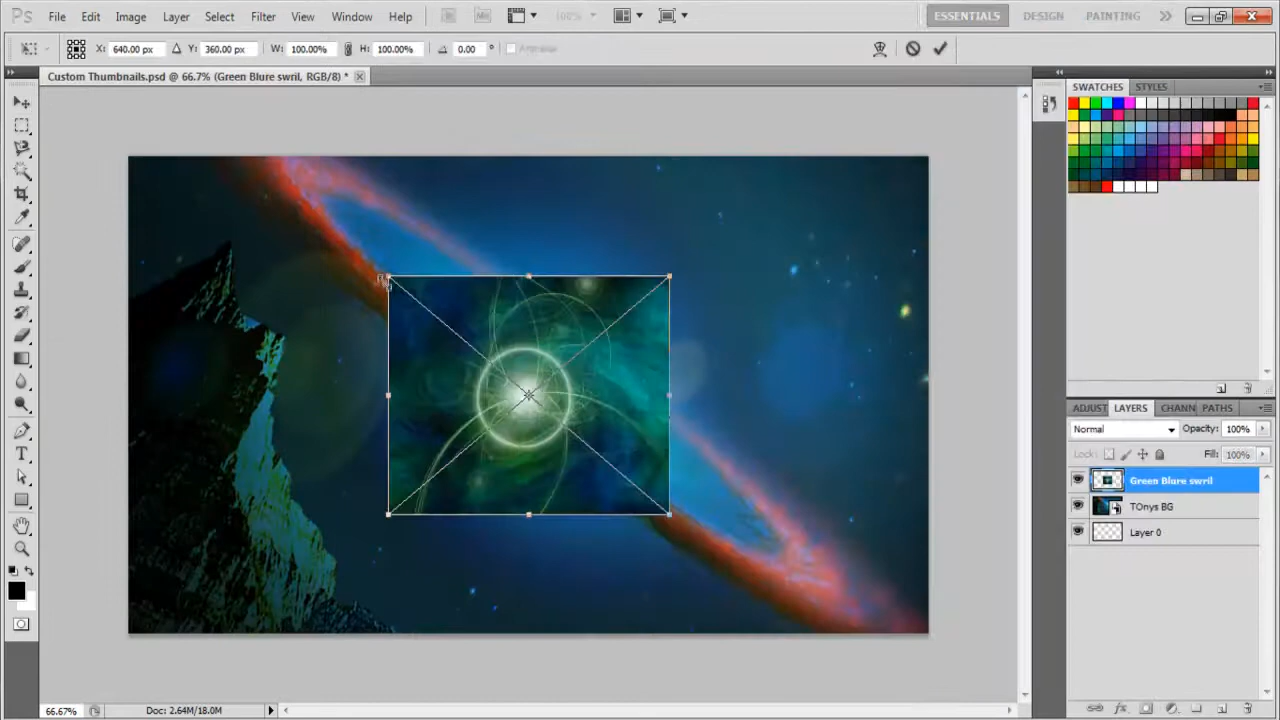 Ps File Edit Image Layer Select Filter View Window Help Mb 100% ESSENTIALS DESIGN PAINTING
X: 640.00 px Y: 360.00 px W: 100.00% H: 100.00% 0.00 °
Custom Thumbnails.psd @ 66.7% (Green Blure swril, RGB/8) *
SWATCHES STYLES
ADJUST LAYERS CHANN PATHS
Normal Opacity: 100%
Lock: Fill: 100%
Green Blure swril
TOnys BG
Layer 0
66.67% Doc: 2.64M/18.0M